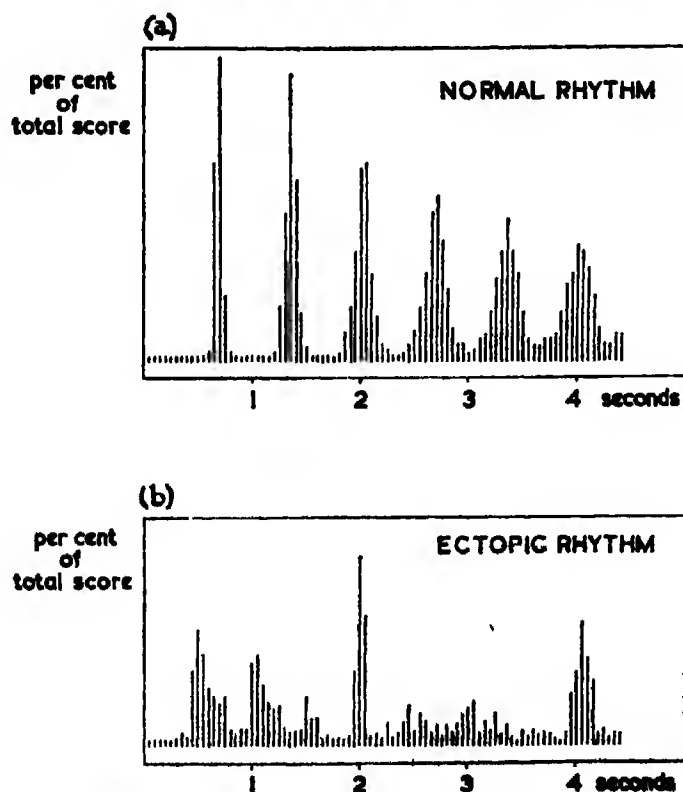 (a)
per cent
of
total score
NORMAL RHYTHM
1 2 3 4 seconds
(b)
per cent
of
total score
ECTOPIC RHYTHM
1 2 3 4 seconds